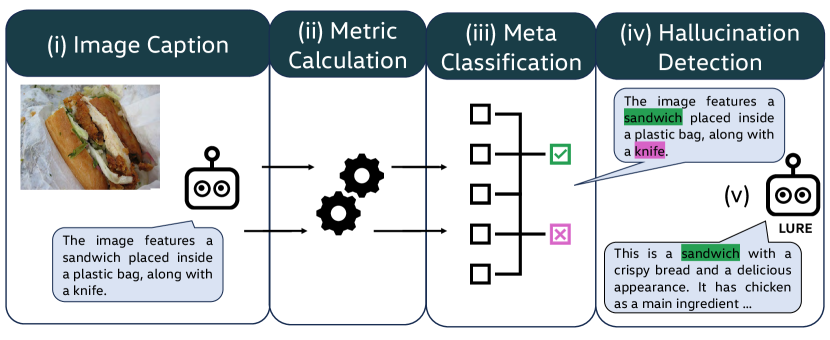 (i) Image Caption
(ii) Metric
Calculation
(iii) Meta
Classification
(iv) Hallucination
Detection
The image features a
sandwich placed inside
a plastic bag, along with
a knife.
The image features a
sandwich placed inside
a plastic bag, along with
a knife.
(v)
LURE
This is a sandwich with a
crispy bread and a delicious
appearance. It has chicken
as a main ingredient ...